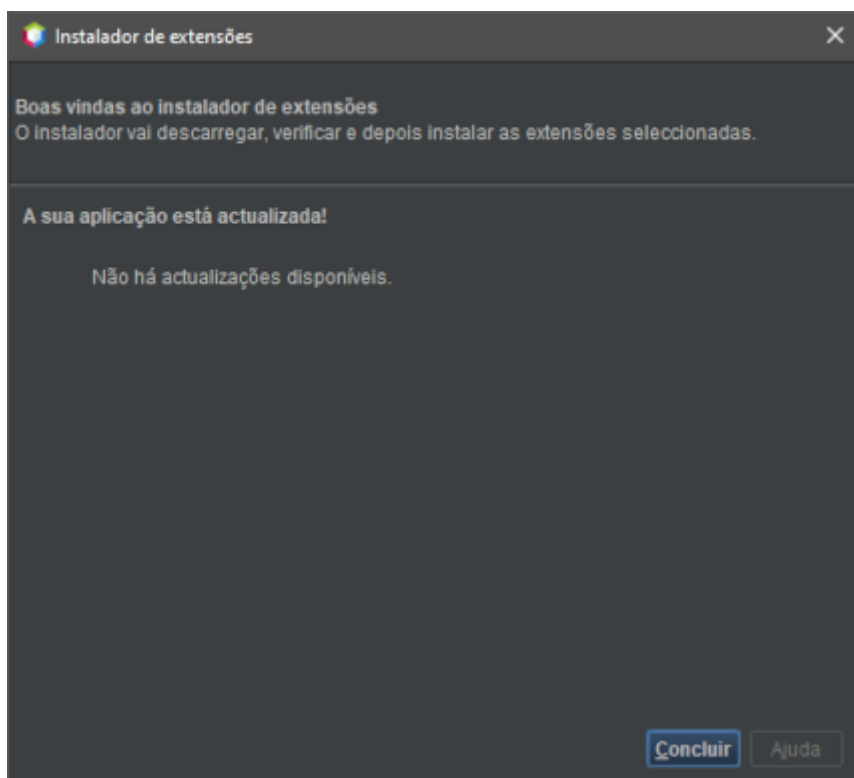 Instalador de extensões
Boas vindas ao instalador de extensões
O instalador vai descarregar, verificar e depois instalar as extensões seleccionadas.
A sua aplicação está actualizada!
Não há actualizações disponíveis.
Concluir Ajuda